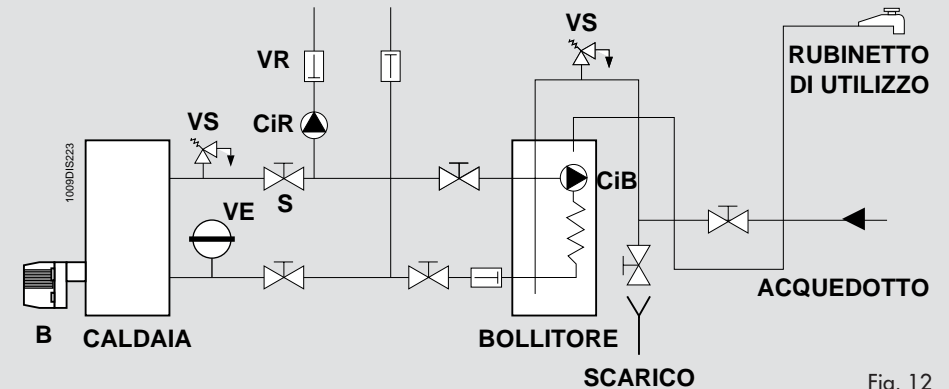 VS
VR
RUBINETTO
DI UTILIZZO
VS
CiR
1009DIS223
CiB
S
VE
ACQUEDOTTO
B
CALDAIA
BOLLITORE
SCARICO
Fig. 12